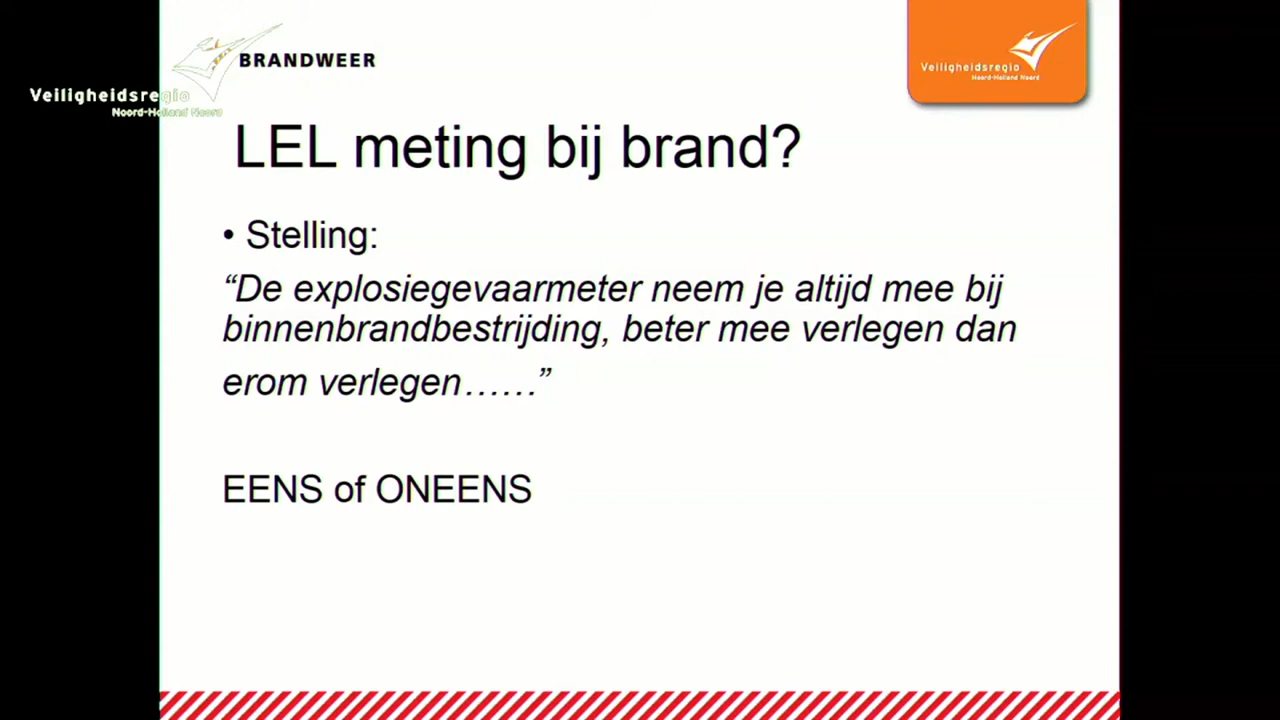 BRANDWEER
Veiligheidsregio
Noord-Holland Noord
Veiligheidsregio
Noord-Holland Noord
LEL meting bij brand?
• Stelling:
“De explosiegevaarmeter neem je altijd mee bij
binnenbrandbestrijding, beter mee verlegen dan
erom verlegen……”
EENS of ONEENS